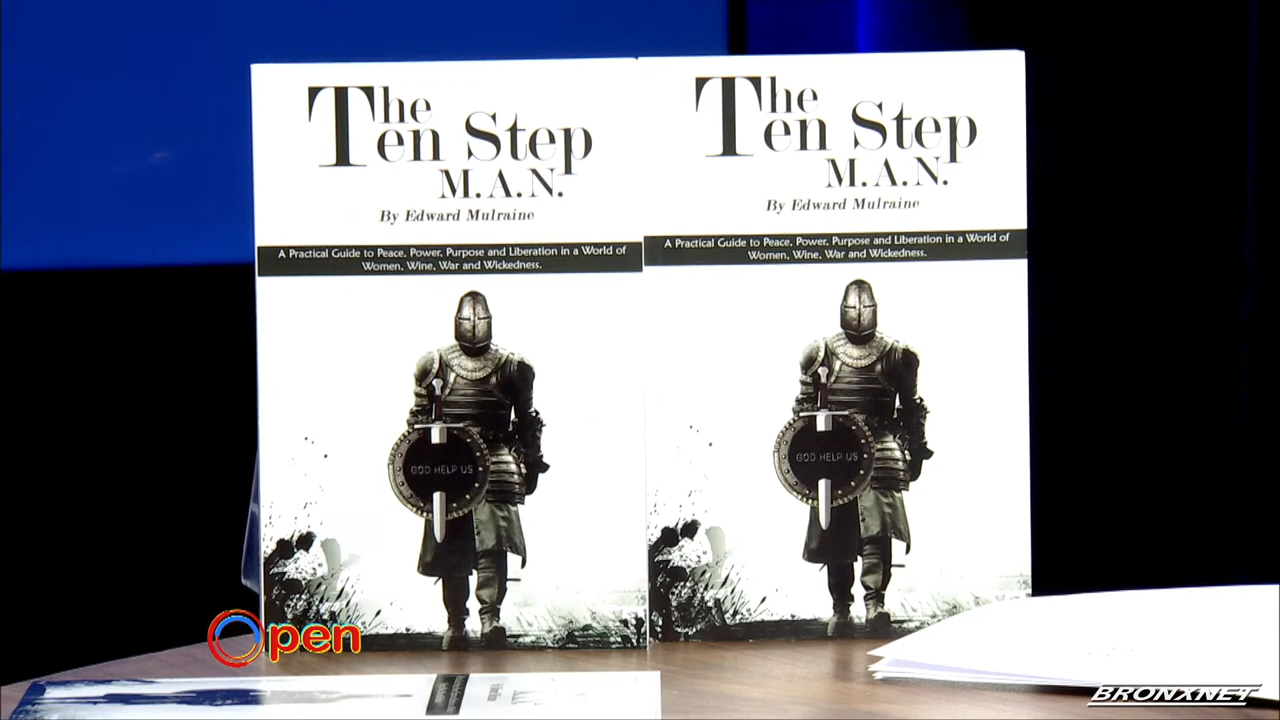 The
Ten Step
M.A.N.
By Edward Mulraine
A Practical Guide to Peace, Power, Purpose and Liberation in a World of
Women, Wine, War and Wickedness.
GOD HELP US
The
Ten Step
M.A.N.
By Edward Mulraine
A Practical Guide to Peace, Power, Purpose and Liberation in a World of
Women, Wine, War and Wickedness.
GOD HELP US
Open
BRONXNET